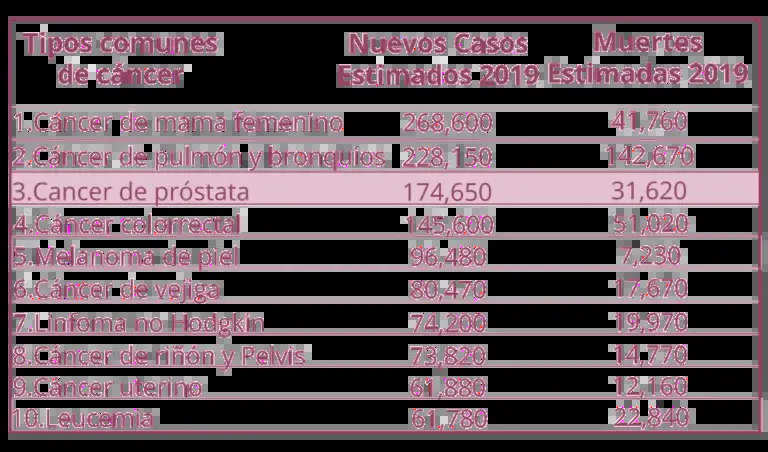 Tipos comunes de cáncer Nuevos Casos Estimados 2019 Muertes Estimadas 2019
1.Cáncer de mama femenino 268,600 41,760
2.Cáncer de pulmón y bronquios 228,150 142,670
3.Cancer de próstata 174,650 31,620
4.Cáncer colorrectal 145,600 51,020
5.Melanoma de piel 96,480 7,230
6.Cáncer de vejiga 80,470 17,670
7.Linfoma no Hodgkin 74,200 19,970
8.Cáncer de riñón y Pelvis 73,820 14,770
9.Cáncer uterino 61,880 12,160
10.Leucemia 61,780 22,840